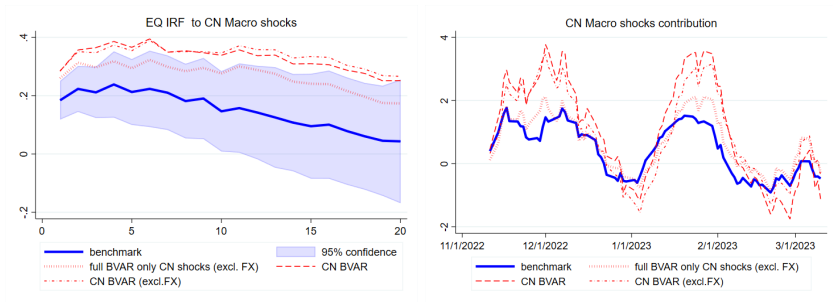 EQ IRF to CN Macro shocks
.4
.2
0
-.2
0 5 10 15 20
benchmark 95% confidence
full BVAR only CN shocks (excl. FX) CN BVAR
CN BVAR (excl.FX)
CN Macro shocks contribution
4
2
0
-2
11/1/2022 12/1/2022 1/1/2023 2/1/2023 3/1/2023
benchmark full BVAR only CN shocks (excl. FX)
CN BVAR CN BVAR (excl.FX)